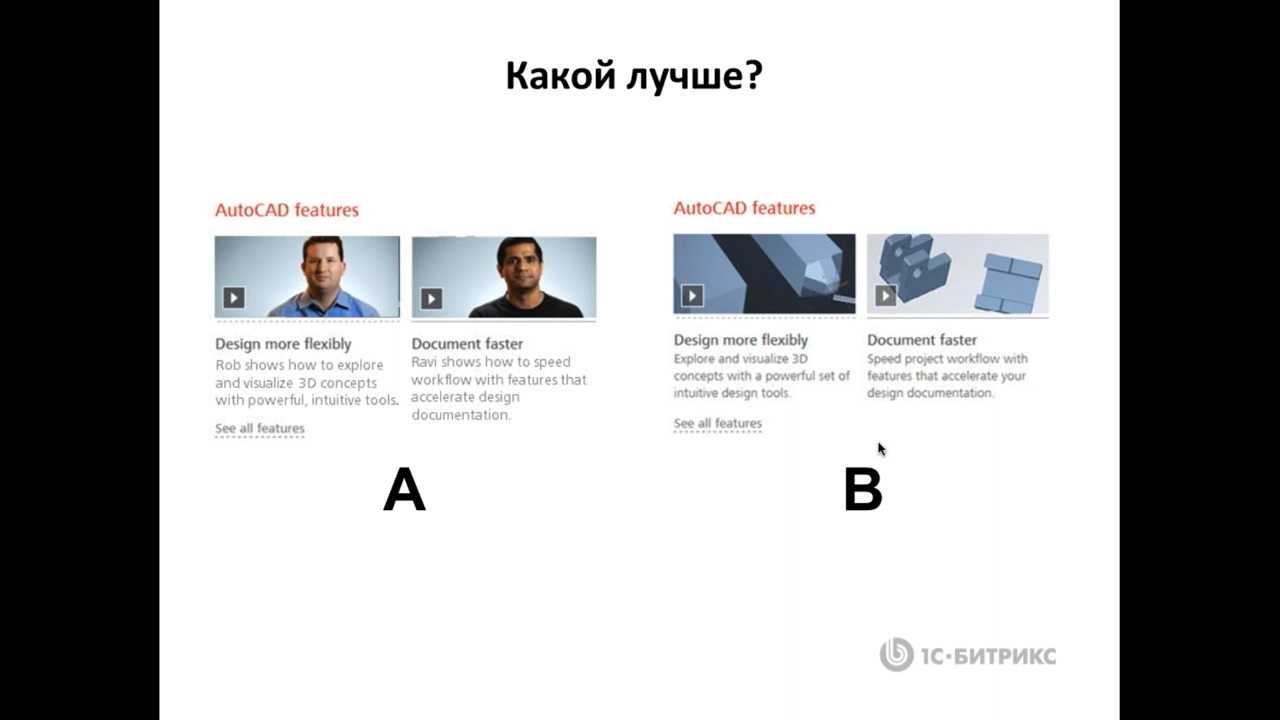 Какой лучше?
AutoCAD features
Design more flexibly
Rob shows how to explore
and visualize 3D concepts
with powerful, intuitive tools.
See all features
Document faster
Ravi shows how to speed
workflow with features that
accelerate design
documentation.
A
AutoCAD features
Design more flexibly
Explore and visualize 3D
concepts with a powerful set of
intuitive design tools.
See all features
Document faster
Speed project workflow with
features that accelerate your
design documentation.
B
1С•БИТРИКС